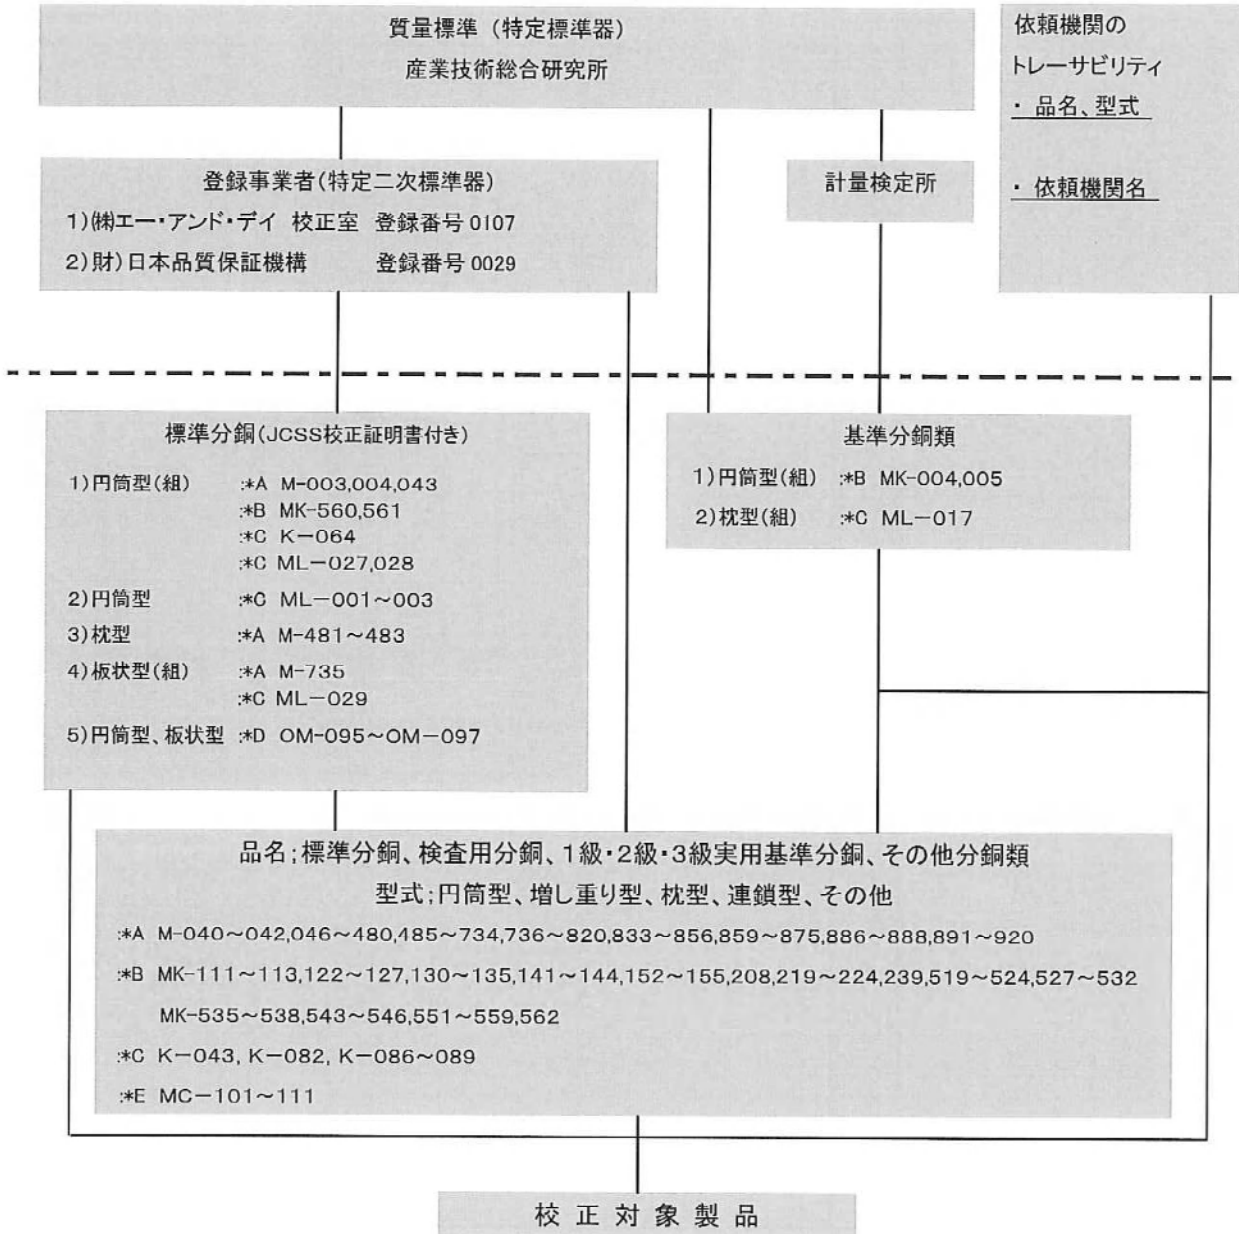 質量標準 (特定標準器)
産業技術総合研究所
依頼機関の
トレーサビリティ
・ 品名、型式
・ 依頼機関名
登録事業者(特定二次標準器)
1)㈱エー・アンド・デイ 校正室 登録番号 0107
2)財)日本品質保証機構 登録番号 0029
計量検定所
標準分銅(JCSS校正証明書付き)
1)円筒型(組) :*A M-003,004,043
:*B MK-560,561
:*C K-064
:*C ML-027,028
2)円筒型 :*C ML-001~003
3)枕型 :*A M-481~483
4)板状型(組) :*A M-735
:*C ML-029
5)円筒型、板状型 :*D OM-095~OM-097
基準分銅類
1)円筒型(組) :*B MK-004,005
2)枕型(組) :*C ML-017
品名;標準分銅、検査用分銅、1級・2級・3級実用基準分銅、その他分銅類
型式;円筒型、増し重り型、枕型、連鎖型、その他
:*A M-040~042,046~480,485~734,736~820,833~856,859~875,886~888,891~920
:*B MK-111~113,122~127,130~135,141~144,152~155,208,219~224,239,519~524,527~532
MK-535~538,543~546,551~559,562
:*C K-043, K-082, K-086~089
:*E MC-101~111
校正対象製品